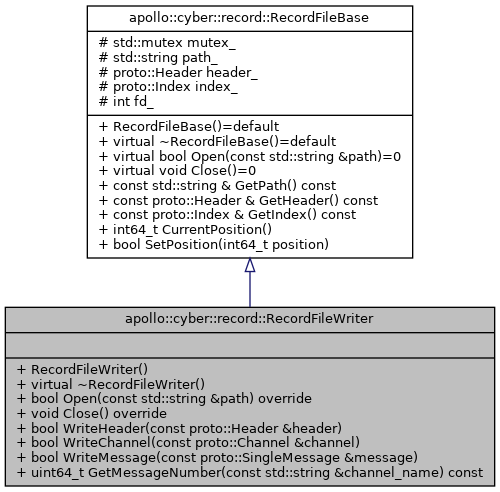 apollo::cyber::record::RecordFileBase
# std::mutex mutex_
# std::string path_
# proto::Header header_
# proto::Index index_
# int fd_
+ RecordFileBase()=default
+ virtual ~RecordFileBase()=default
+ virtual bool Open(const std::string &path)=0
+ virtual void Close()=0
+ const std::string & GetPath() const
+ const proto::Header & GetHeader() const
+ const proto::Index & GetIndex() const
+ int64_t CurrentPosition()
+ bool SetPosition(int64_t position)
apollo::cyber::record::RecordFileWriter
+ RecordFileWriter()
+ virtual ~RecordFileWriter()
+ bool Open(const std::string &path) override
+ void Close() override
+ bool WriteHeader(const proto::Header &header)
+ bool WriteChannel(const proto::Channel &channel)
+ bool WriteMessage(const proto::SingleMessage &message)
+ uint64_t GetMessageNumber(const std::string &channel_name) const